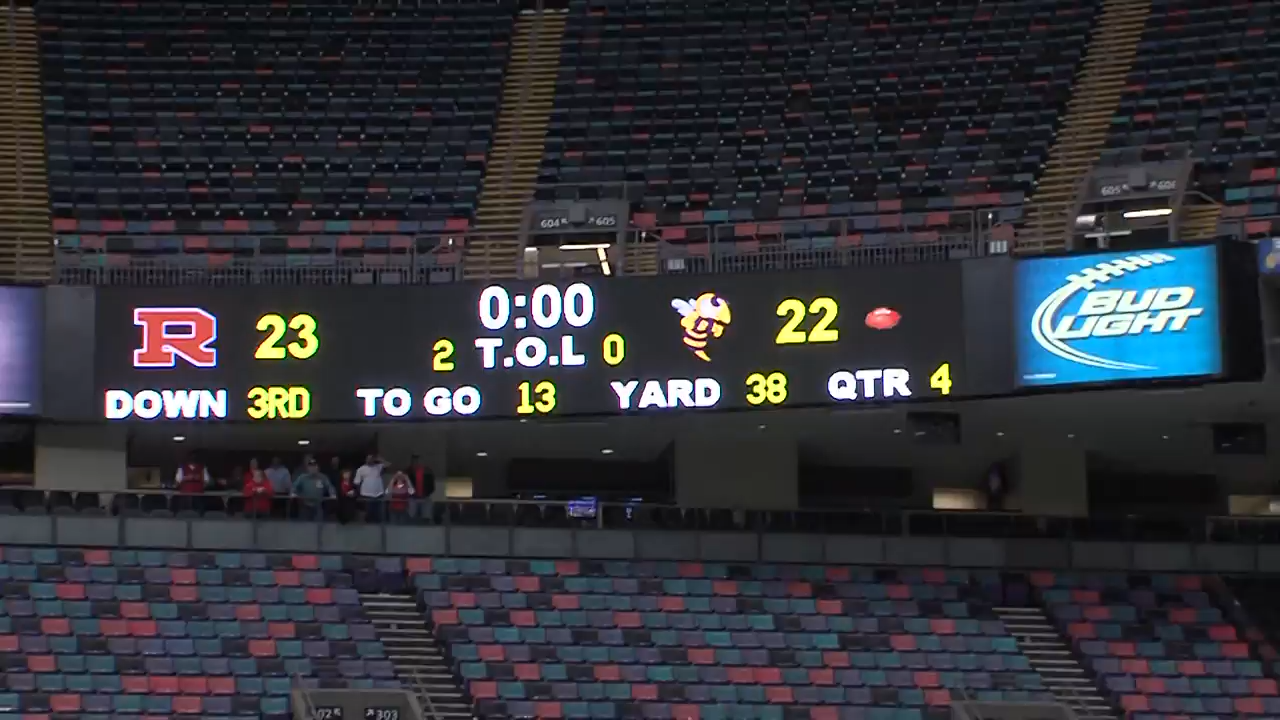 604 605
605 606
R 23 0:00 22
2 T.O.L 0
DOWN 3RD TO GO 13 YARD 38 QTR 4
BUD
LIGHT
303